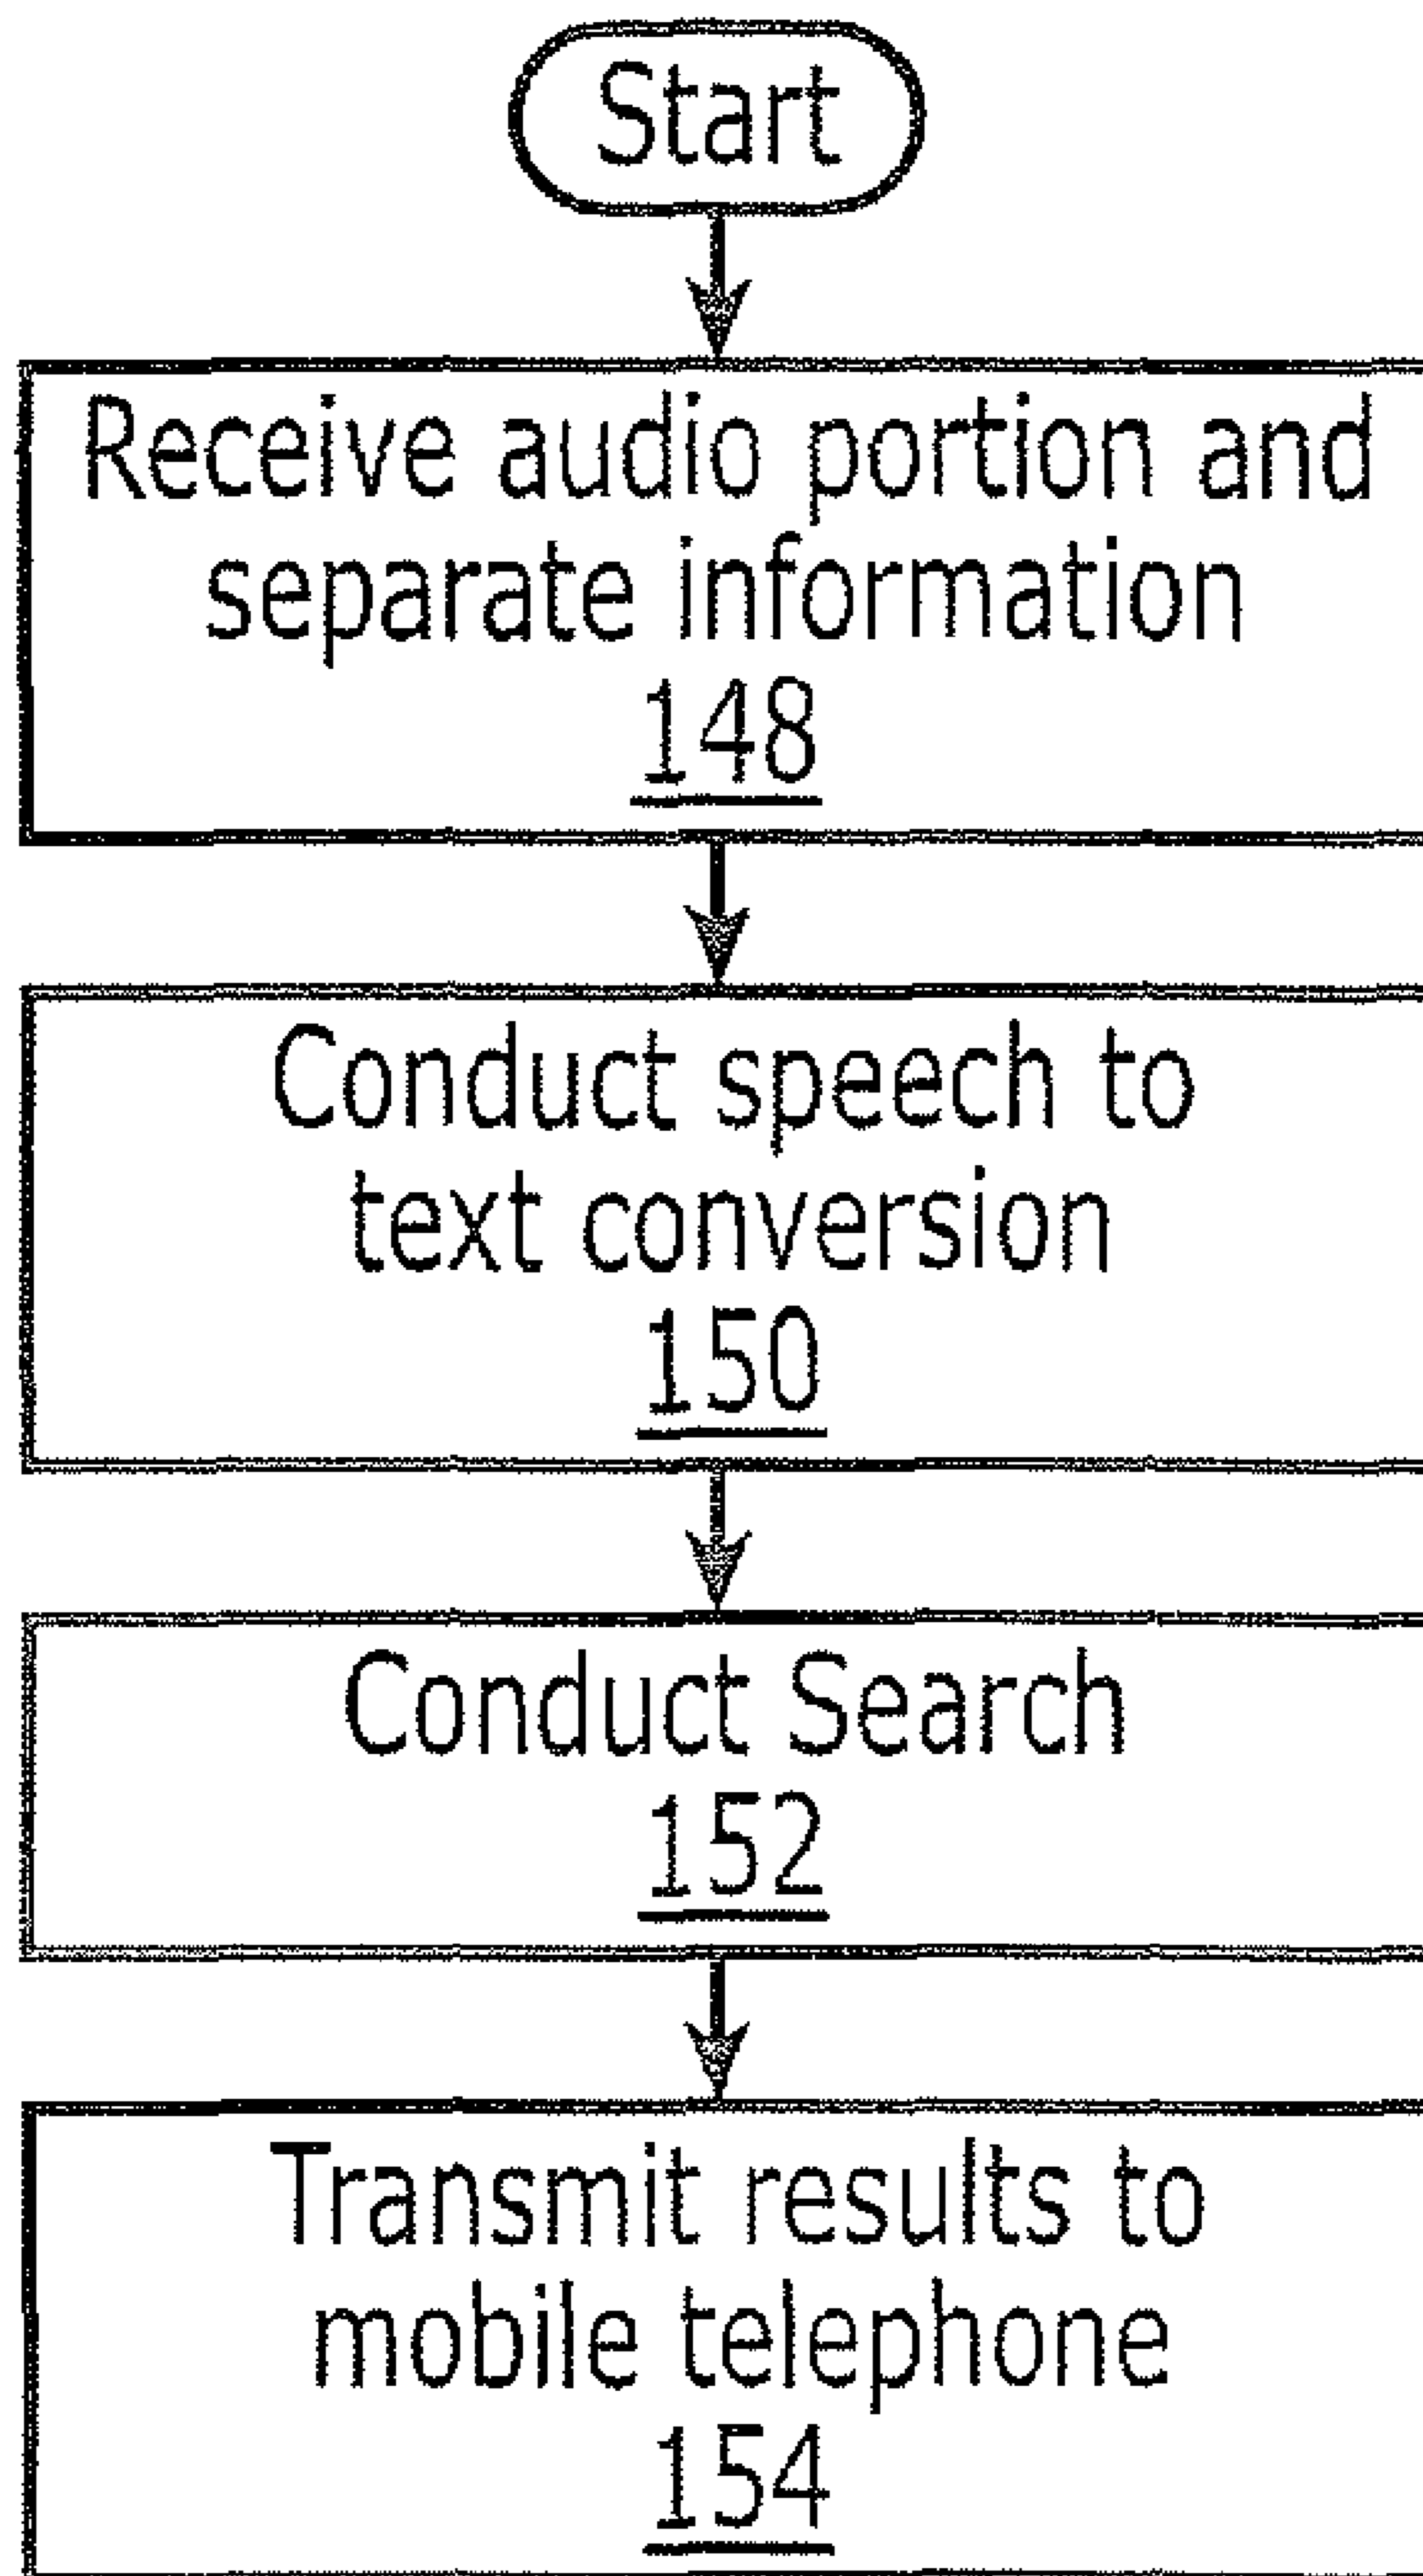 Start
Receive audio portion and
separate information
148
Conduct speech to
text conversion
150
Conduct Search
152
Transmit results to
mobile telephone
154